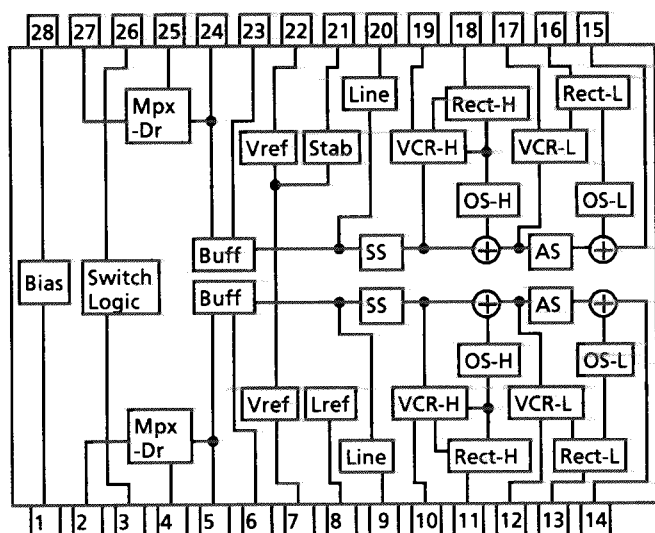 28 27 26 25 24 23 22 21 20 19 18 17 16 15
Mpx
-Dr
Line
Rect-H
Rect-L
Vref
Stab
VCR-H
VCR-L
OS-H
OS-L
Buff
SS
AS
Bias
Switch
Logic
Buff
SS
AS
OS-H
OS-L
Vref
Lref
VCR-H
VCR-L
Mpx
-Dr
Line
Rect-H
Rect-L
1 2 3 4 5 6 7 8 9 10 11 12 13 14